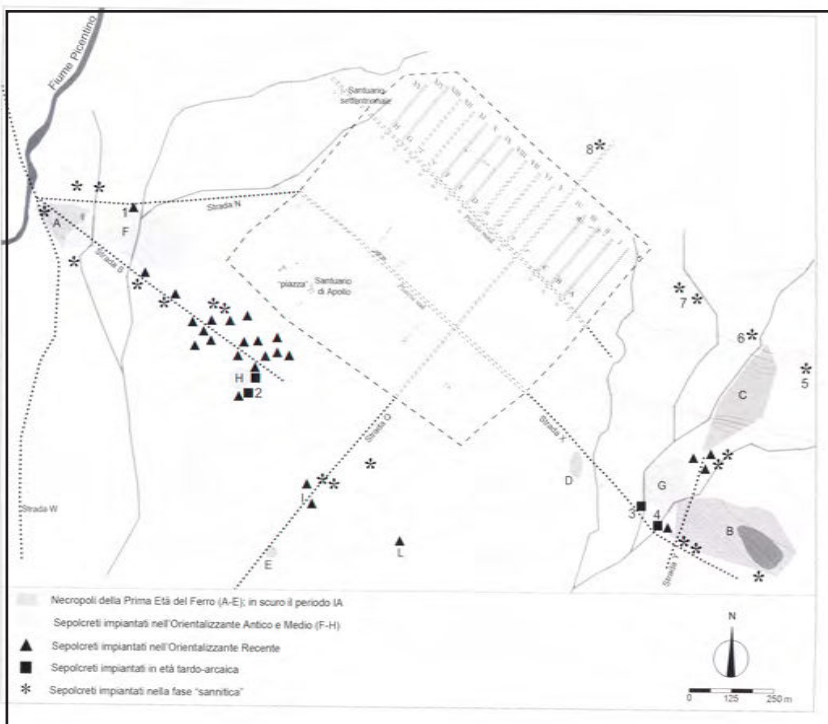 Fiume Picentino
Santuario
settentrionale
8
1
Strada N
A
F
Strada S
"piazza"
Santuario
di Apollo
7
6
5
C
H
2
Strada O
Strada X
D
G
3
4
B
I
L
E
Strada W
Strada Y
Necropoli della Prima Età del Ferro (A-E); in scuro il periodo IA
Sepolcreti impiantati nell'Orientalizzante Antico e Medio (F-H)
Sepolcreti impiantati nell'Orientalizzante Recente
Sepolcreti impiantati in età tardo-arcaica
Sepolcreti impiantati nella fase "sannitica"
N
0 125 250 m